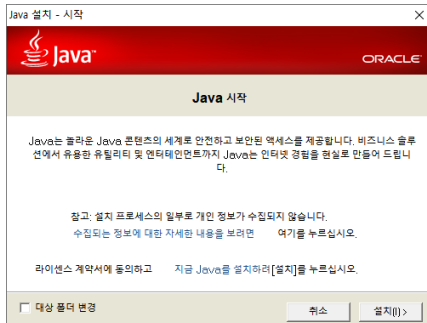 Java 설치 - 시작
Java™
ORACLE
Java 시작
Java는 놀라운 Java 콘텐츠의 세계로 안전하고 보안된 액세스를 제공합니다. 비즈니스 솔루
션에서 유용한 유틸리티 및 엔터테인먼트까지 Java는 인터넷 경험을 현실로 만들어 드립니
다.
참고: 설치 프로세스의 일부로 개인 정보가 수집되지 않습니다.
수집되는 정보에 대한 자세한 내용을 보려면 여기를 누르십시오.
라이센스 계약서에 동의하고 지금 Java를 설치하려[설치]를 누르십시오.
대상 폴더 변경
취소
설치(I) >